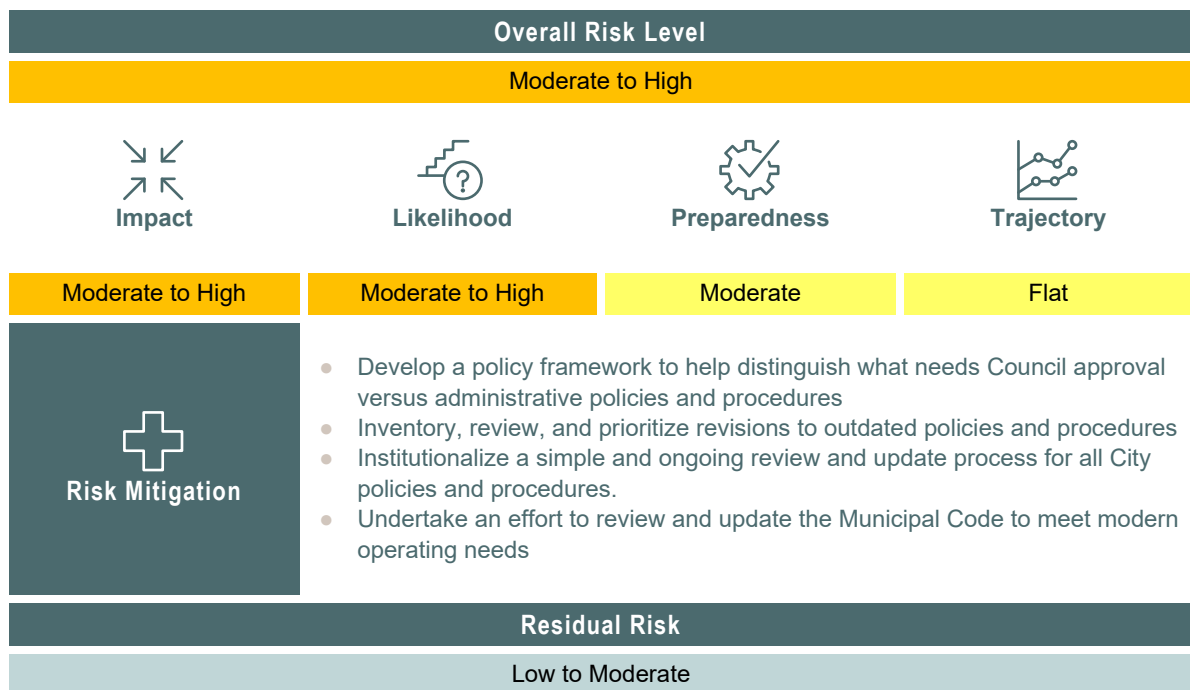 Overall Risk Level
Moderate to High
Impact
Likelihood
Preparedness
Trajectory
Moderate to High
Moderate to High
Moderate
Flat
Risk Mitigation
● Develop a policy framework to help distinguish what needs Council approval
versus administrative policies and procedures
● Inventory, review, and prioritize revisions to outdated policies and procedures
● Institutionalize a simple and ongoing review and update process for all City
policies and procedures.
● Undertake an effort to review and update the Municipal Code to meet modern
operating needs
Residual Risk
Low to Moderate